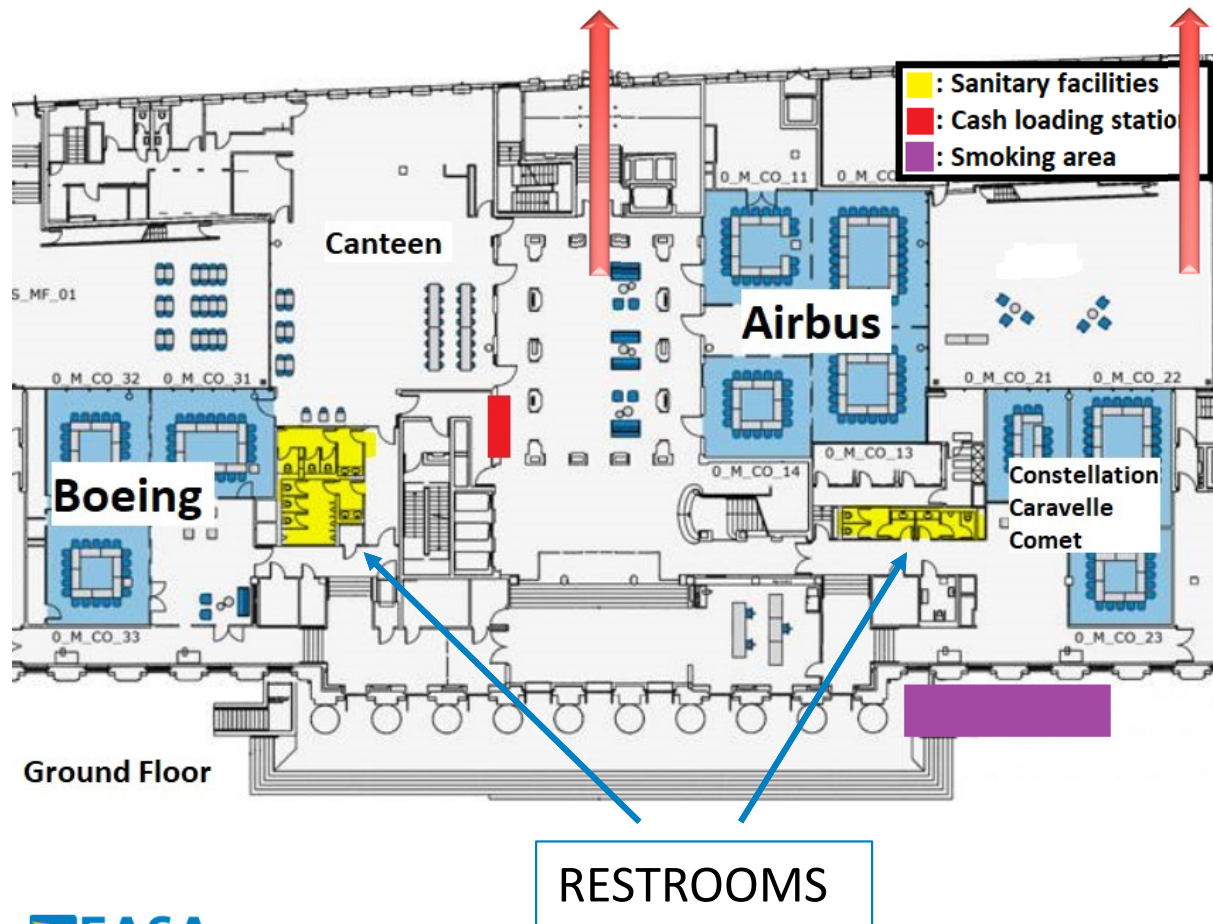 : Sanitary facilities
: Cash loading station
: Smoking area
0_M_CO_11
0_M_CO
Canteen
S_MF_01
Airbus
0_M_CO_32
0_M_CO_31
0_M_CO_21
0_M_CO_22
Boeing
0_M_CO_13
0_M_CO_14
Constellation
Caravelle
Comet
0_M_CO_33
0_M_CO_23
Ground Floor
RESTROOMS
EASA